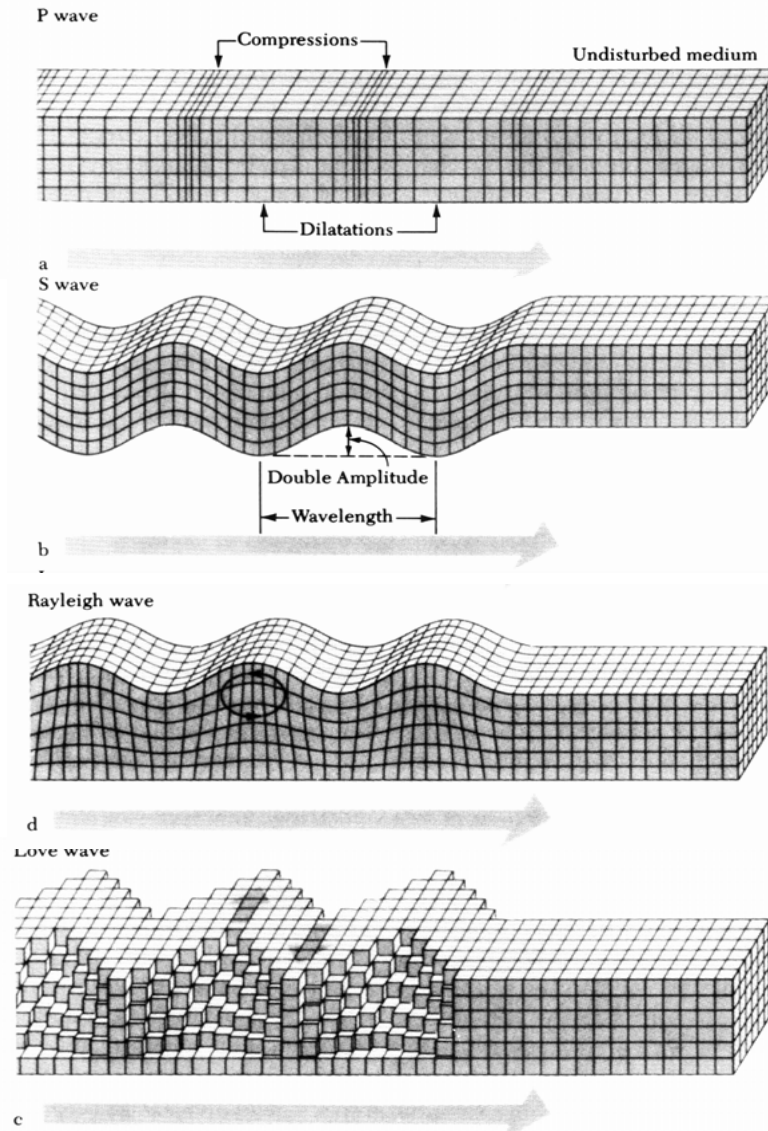 P wave
Compressions
Undisturbed medium
Dilatations
a
S wave
Double Amplitude
Wavelength
b
Rayleigh wave
d
Love wave
c